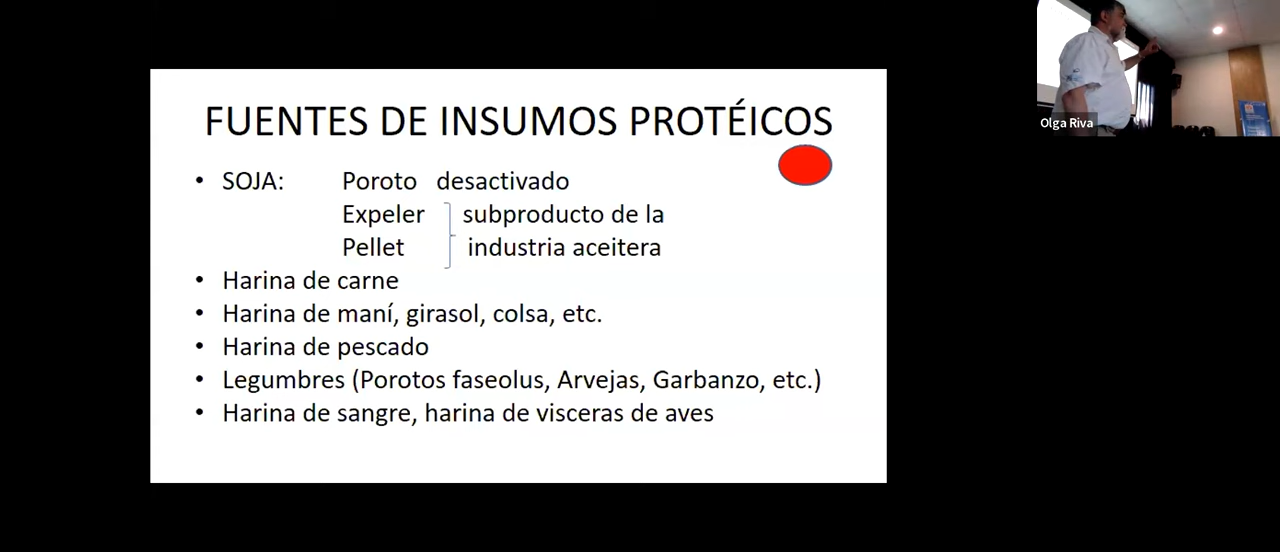 FUENTES DE INSUMOS PROTÉICOS
• SOJA: Poroto desactivado
Expeler subproducto de la
Pellet industria aceitera
• Harina de carne
• Harina de maní, girasol, colsa, etc.
• Harina de pescado
• Legumbres (Porotos faseolus, Arvejas, Garbanzo, etc.)
• Harina de sangre, harina de visceras de aves
Olga Riva